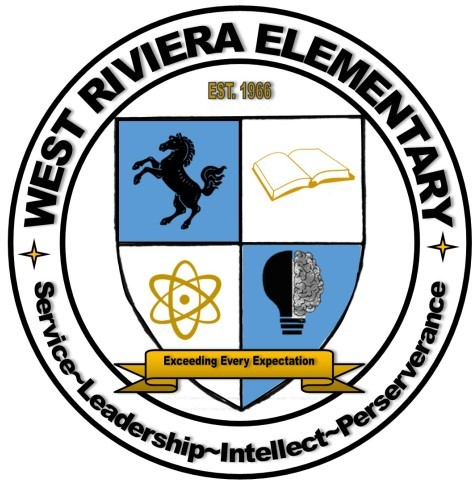 WEST RIVIERA ELEMENTARY
EST. 1966
Exceeding Every Expectation
Service~Leadership~Intellect~Perserverance